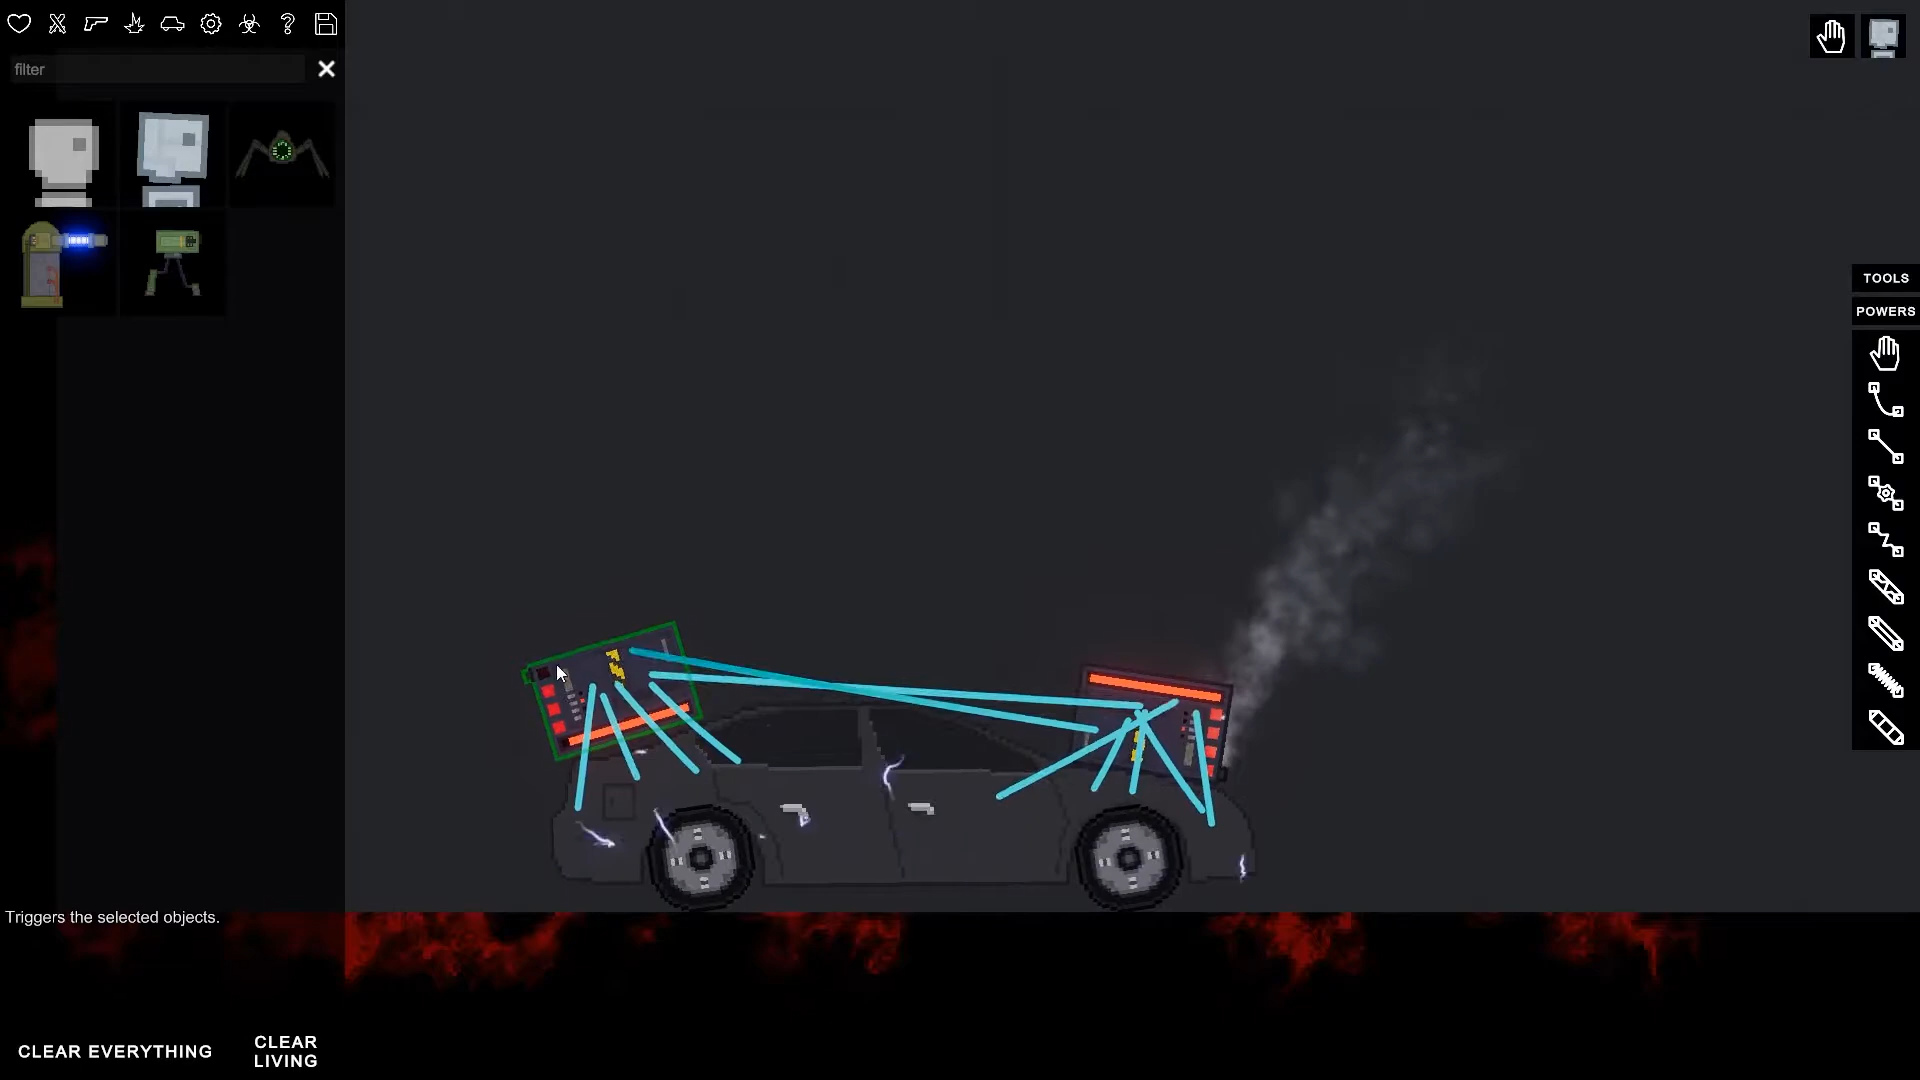 filter
TOOLS
POWERS
Triggers the selected objects.
CLEAR EVERYTHING
CLEAR
LIVING